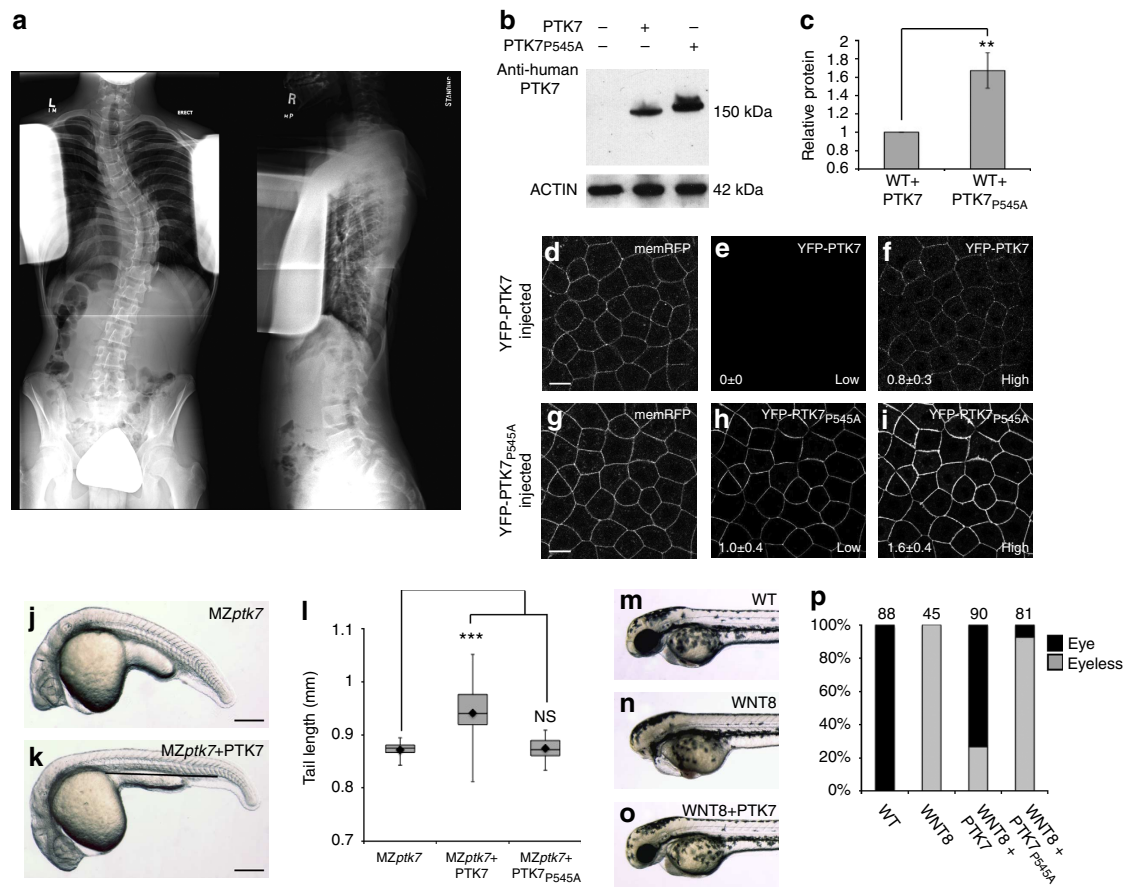 a
L
R
ERECT
STANDING
b
PTK7 – + –
PTK7P545A – – +
Anti-human
PTK7
150 kDa
ACTIN
42 kDa
c
Relative protein
2
1.8
1.6
1.4
1.2
1
0.8
0.6
**
WT+
PTK7
WT+
PTK7P545A
YFP-PTK7
injected
d
memRFP
e
YFP-PTK7
0±0
Low
f
YFP-PTK7
0.8±0.3
High
YFP-PTK7P545A
injected
g
memRFP
h
YFP-PTK7P545A
1.0±0.4
Low
i
YFP-PTK7P545A
1.6±0.4
High
j
MZptk7
k
MZptk7+PTK7
l
Tail length (mm)
1.1
1
0.9
0.8
0.7
***
NS
MZptk7
MZptk7+
PTK7
MZptk7+
PTK7P545A
m
WT
n
WNT8
o
WNT8+PTK7
p
88 45 90 81
100%
80%
60%
40%
20%
0%
Eye
Eyeless
WT
WNT8
WNT8 +
PTK7
WNT8 +
PTK7P545A